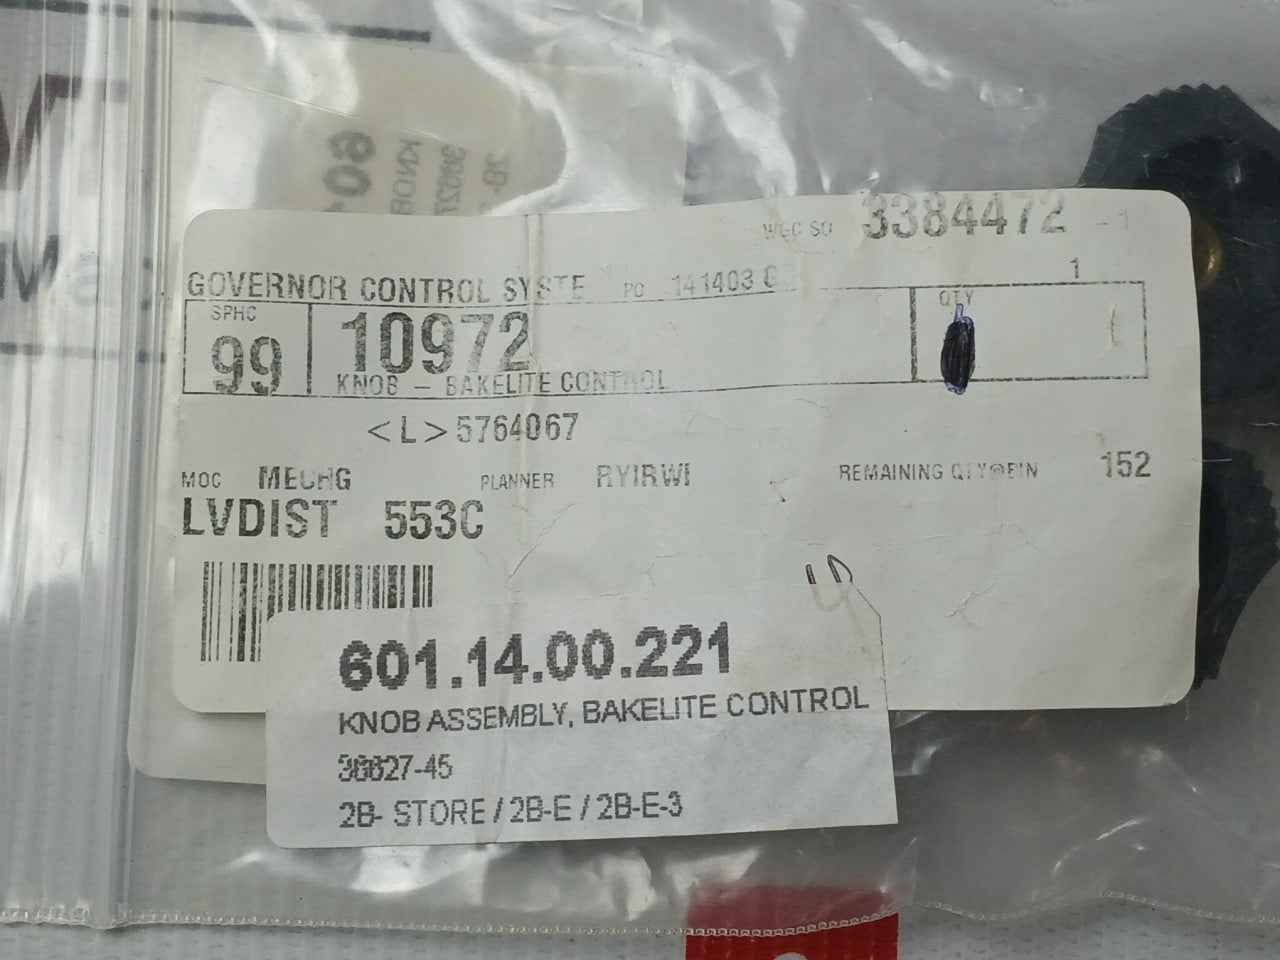 WGC SO 3384472 -1
GOVERNOR CONTROL SYSTE PO 141403 1
SPHC QTY
99 10972
KNOB - BAKELITE CONTROL
<L>5764067
MOC MECHG PLANNER RYIRWI REMAINING QTY@BIN 152
LVDIST 553C
601.14.00.221
KNOB ASSEMBLY, BAKELITE CONTROL
36627-45
2B- STORE / 2B-E / 2B-E-3